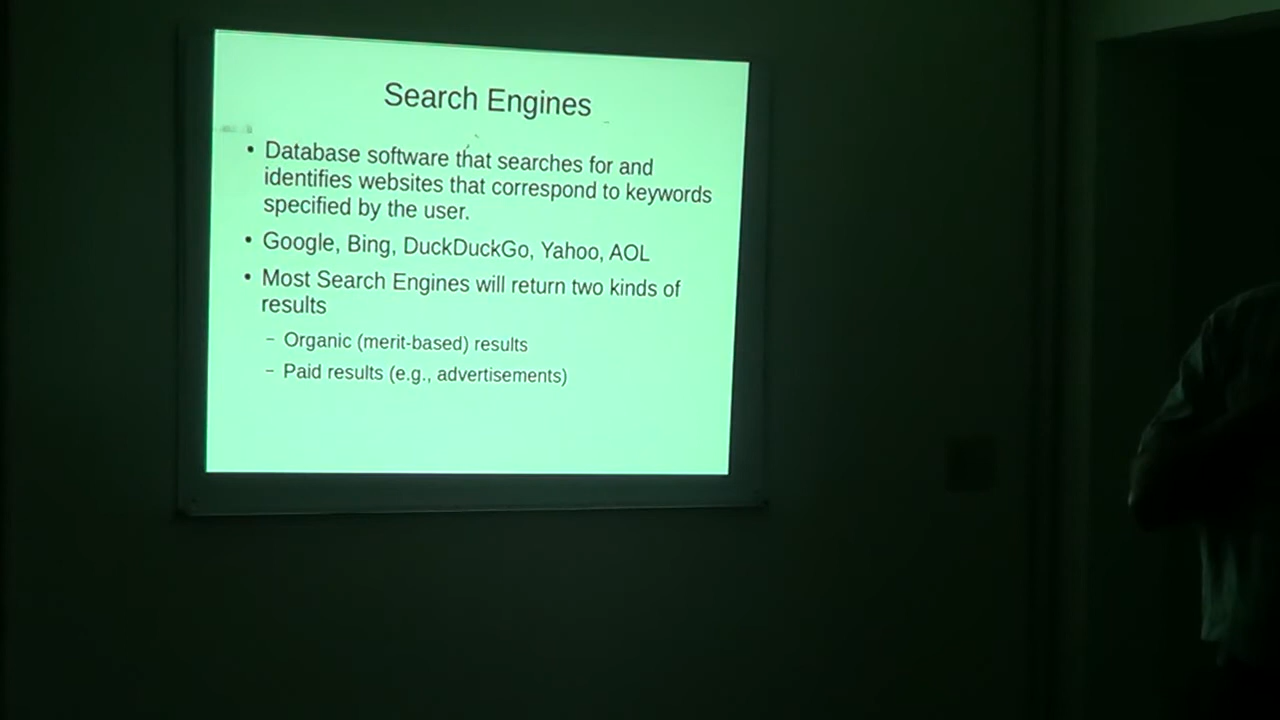 Search Engines
• Database software that searches for and
identifies websites that correspond to keywords
specified by the user.
• Google, Bing, DuckDuckGo, Yahoo, AOL
• Most Search Engines will return two kinds of
results
– Organic (merit-based) results
– Paid results (e.g., advertisements)